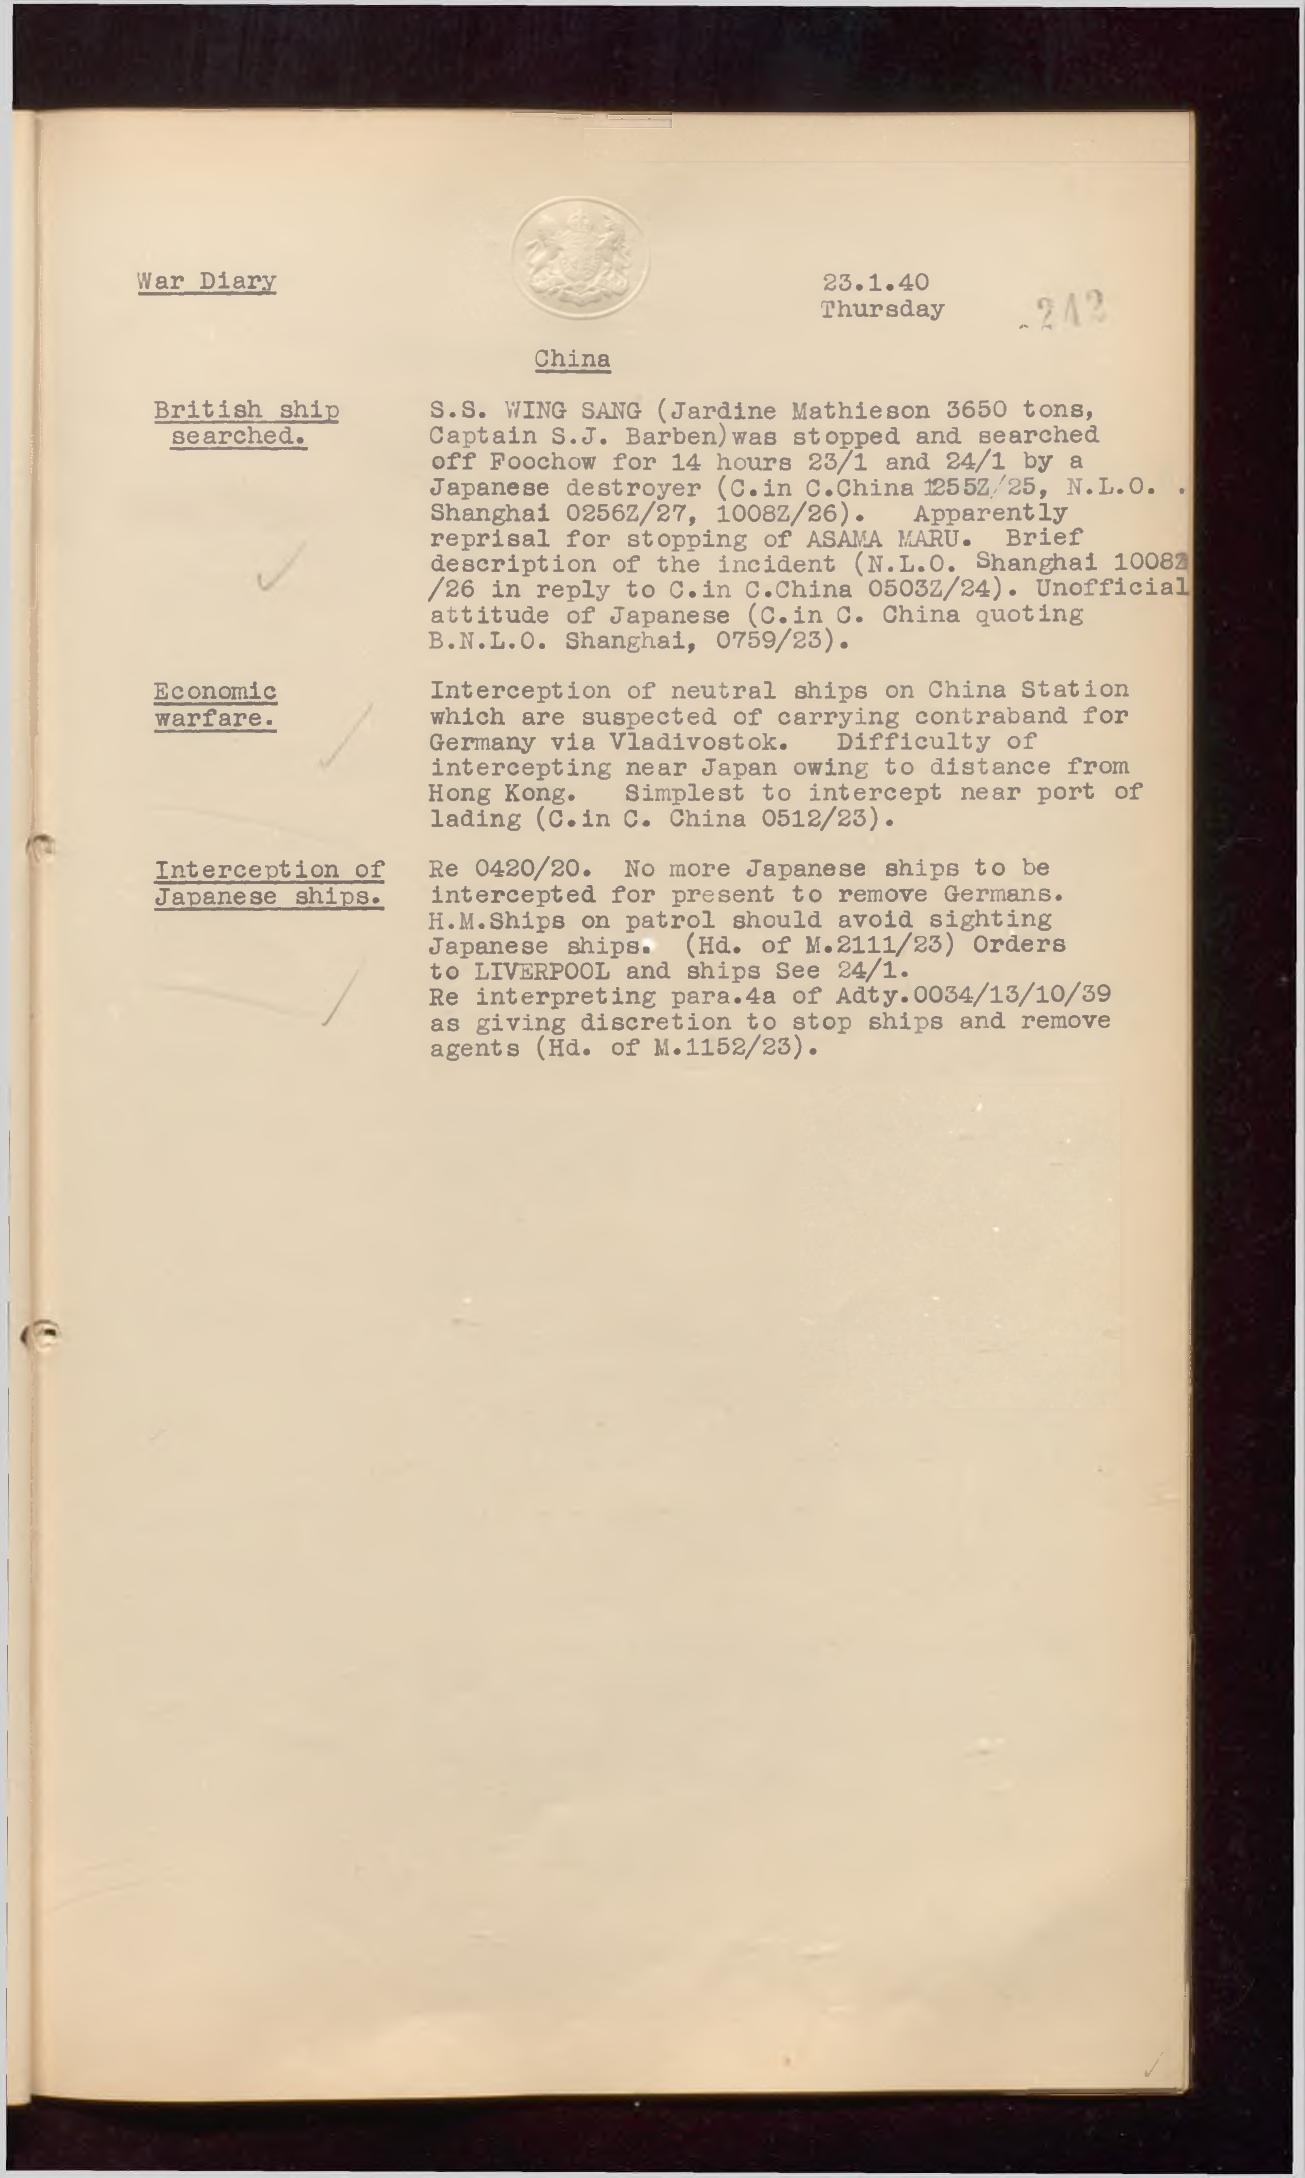 War Diary
23.1.40
Thursday
242
China
British ship
searched.
S.S. WING SANG (Jardine Mathieson 3650 tons,
Captain S.J. Barben)was stopped and searched
off Foochow for 14 hours 23/1 and 24/1 by a
Japanese destroyer (C.in C.China 1255Z/25, N.L.O. .
Shanghai 0256Z/27, 1008Z/26). Apparently
reprisal for stopping of ASAMA MARU. Brief
description of the incident (N.L.O. Shanghai 1008Z
/26 in reply to C.in C.China 0503Z/24). Unofficial
attitude of Japanese (C.in C. China quoting
B.N.L.O. Shanghai, 0759/23).
Economic
warfare.
Interception of neutral ships on China Station
which are suspected of carrying contraband for
Germany via Vladivostok. Difficulty of
intercepting near Japan owing to distance from
Hong Kong. Simplest to intercept near port of
lading (C.in C. China 0512/23).
Interception of
Japanese ships.
Re 0420/20. No more Japanese ships to be
intercepted for present to remove Germans.
H.M.Ships on patrol should avoid sighting
Japanese ships. (Hd. of M.2111/23) Orders
to LIVERPOOL and ships See 24/1.
Re interpreting para.4a of Adty.0034/13/10/39
as giving discretion to stop ships and remove
agents (Hd. of M.1152/23).